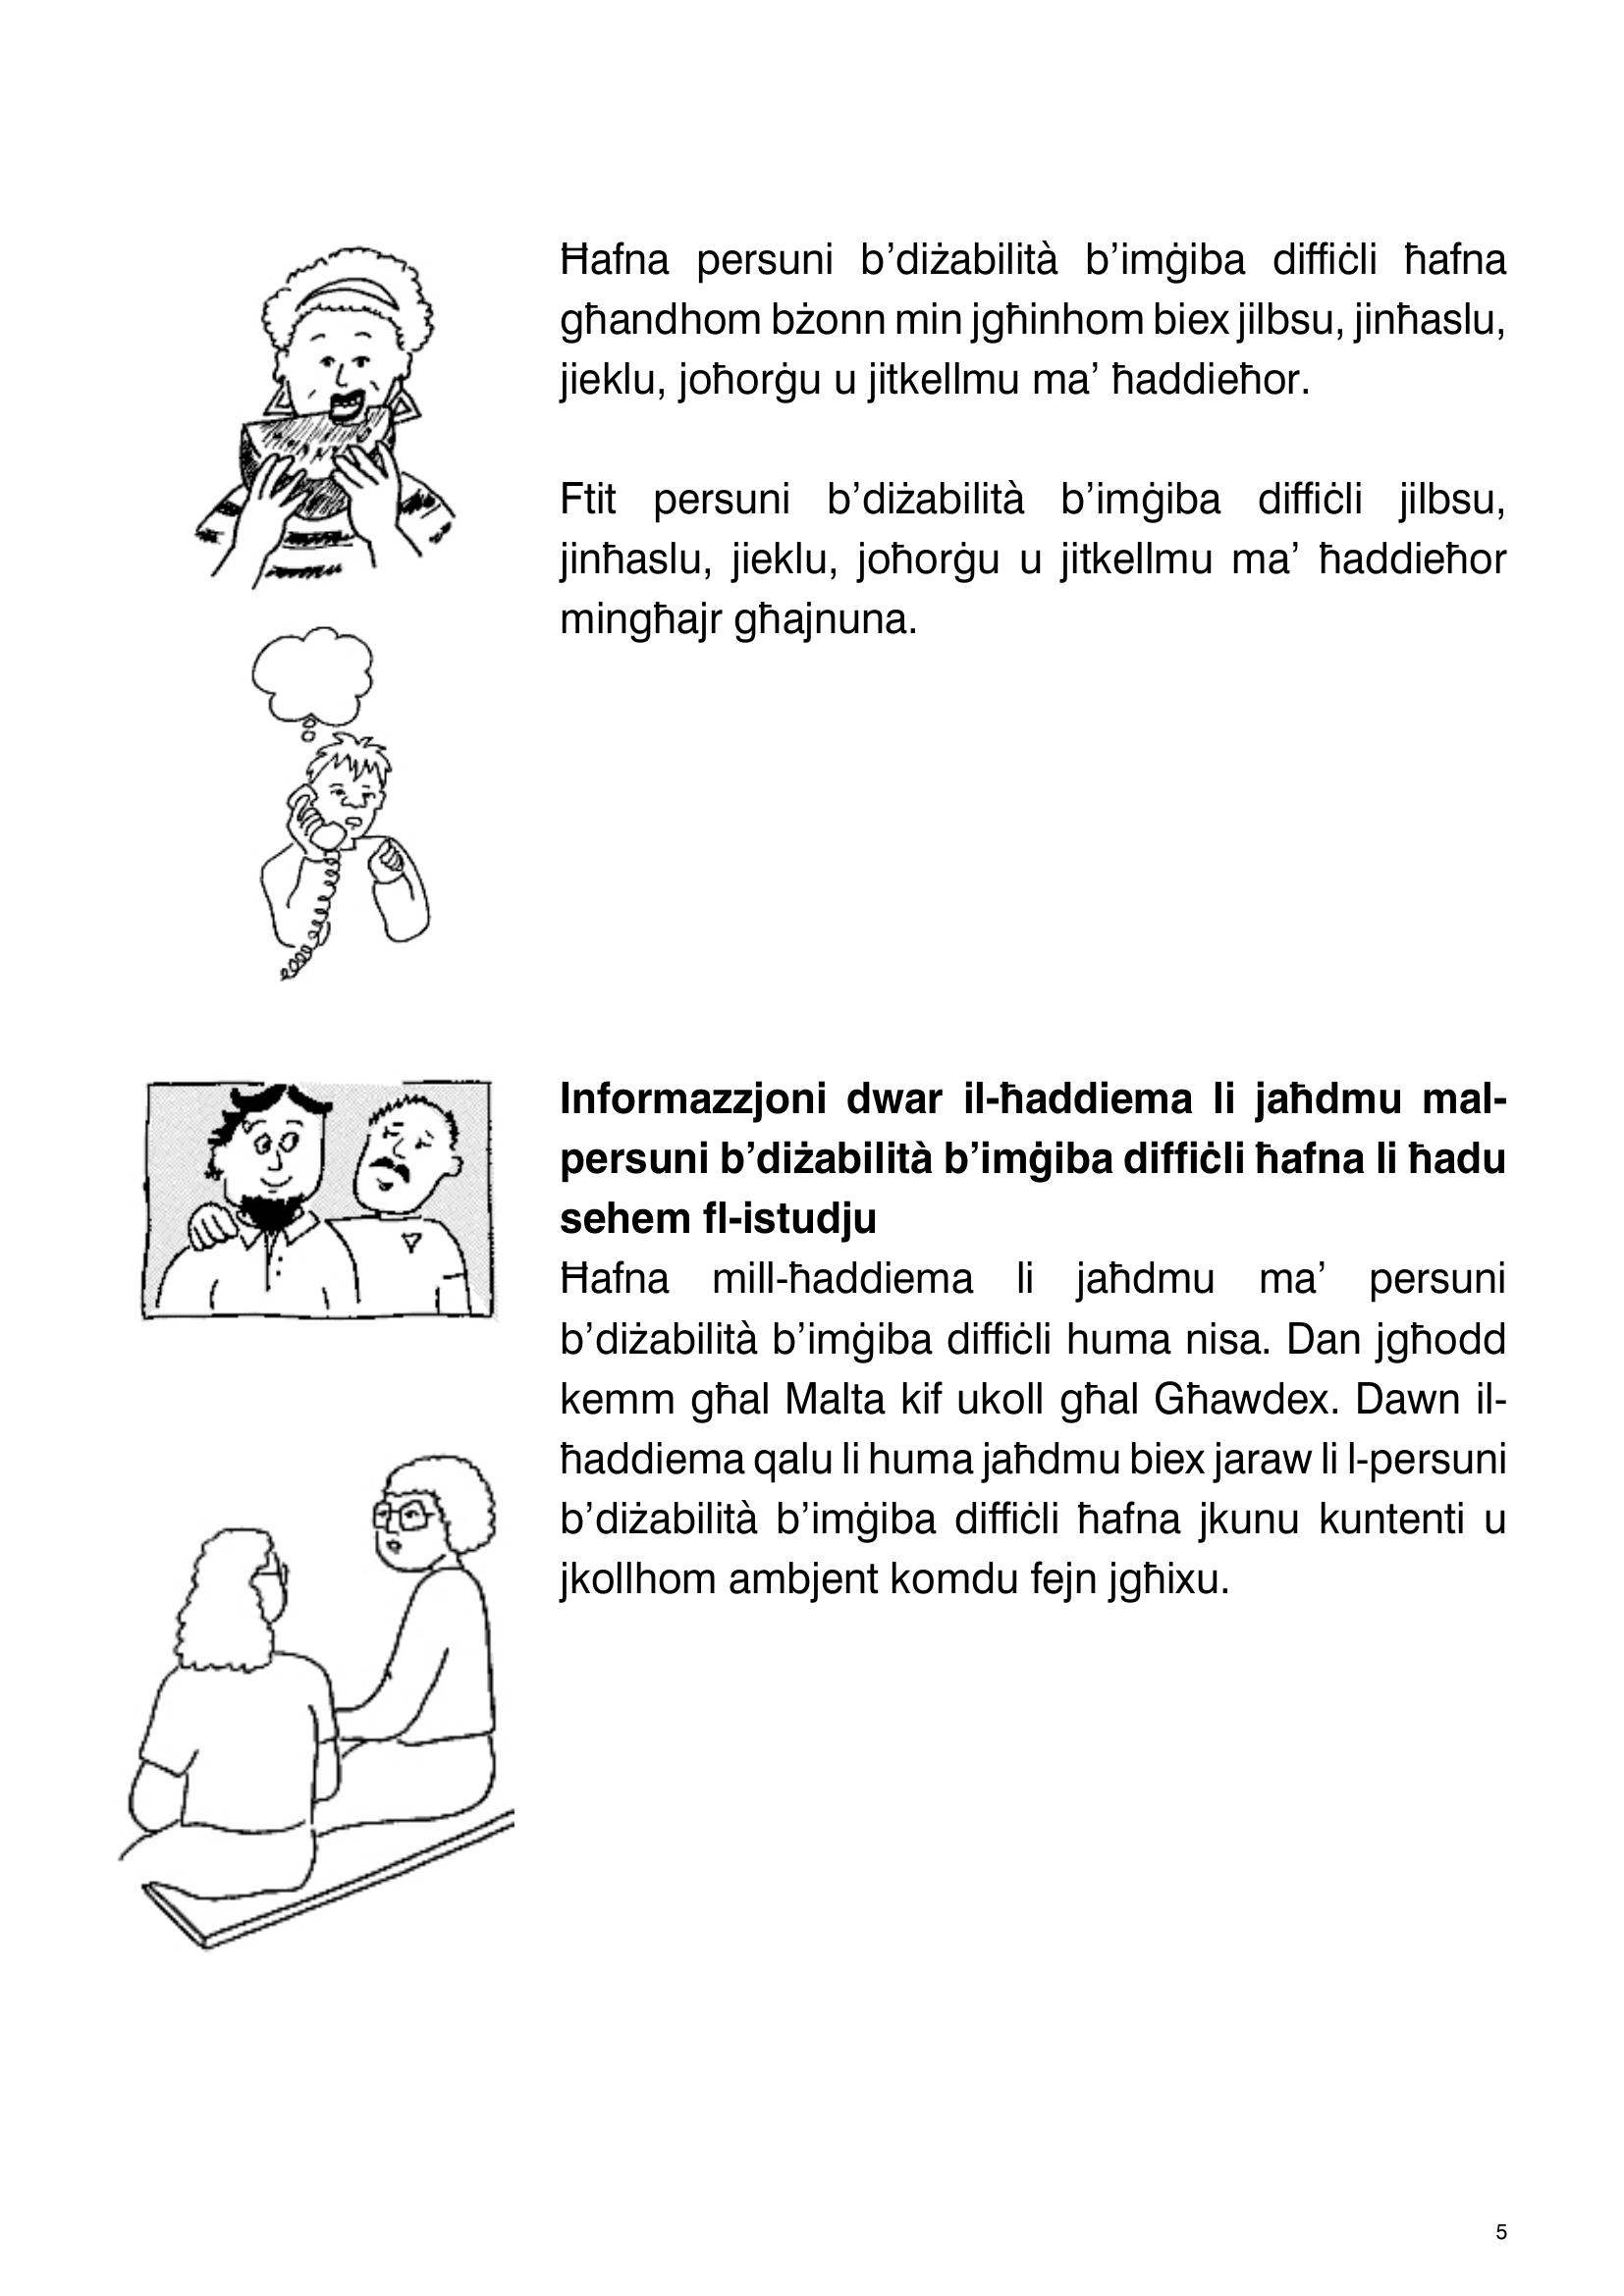 Ħafna persuni b’diżabilità b’imġiba diffiċli ħafna
għandhom bżonn min jgħinhom biex jilbsu, jinħaslu,
jieklu, joħorġu u jitkellmu ma’ ħaddieħor.
Ftit persuni b’diżabilità b’imġiba diffiċli jilbsu,
jinħaslu, jieklu, joħorġu u jitkellmu ma’ ħaddieħor
mingħajr għajnuna.
Informazzjoni dwar il-ħaddiema li jaħdmu mal-
persuni b’diżabilità b’imġiba diffiċli ħafna li ħadu
sehem fl-istudju
Ħafna mill-ħaddiema li jaħdmu ma’ persuni
b’diżabilità b’imġiba diffiċli huma nisa. Dan jgħodd
kemm għal Malta kif ukoll għal Għawdex. Dawn il-
ħaddiema qalu li huma jaħdmu biex jaraw li l-persuni
b’diżabilità b’imġiba diffiċli ħafna jkunu kuntenti u
jkollhom ambjent komdu fejn jgħixu.
5